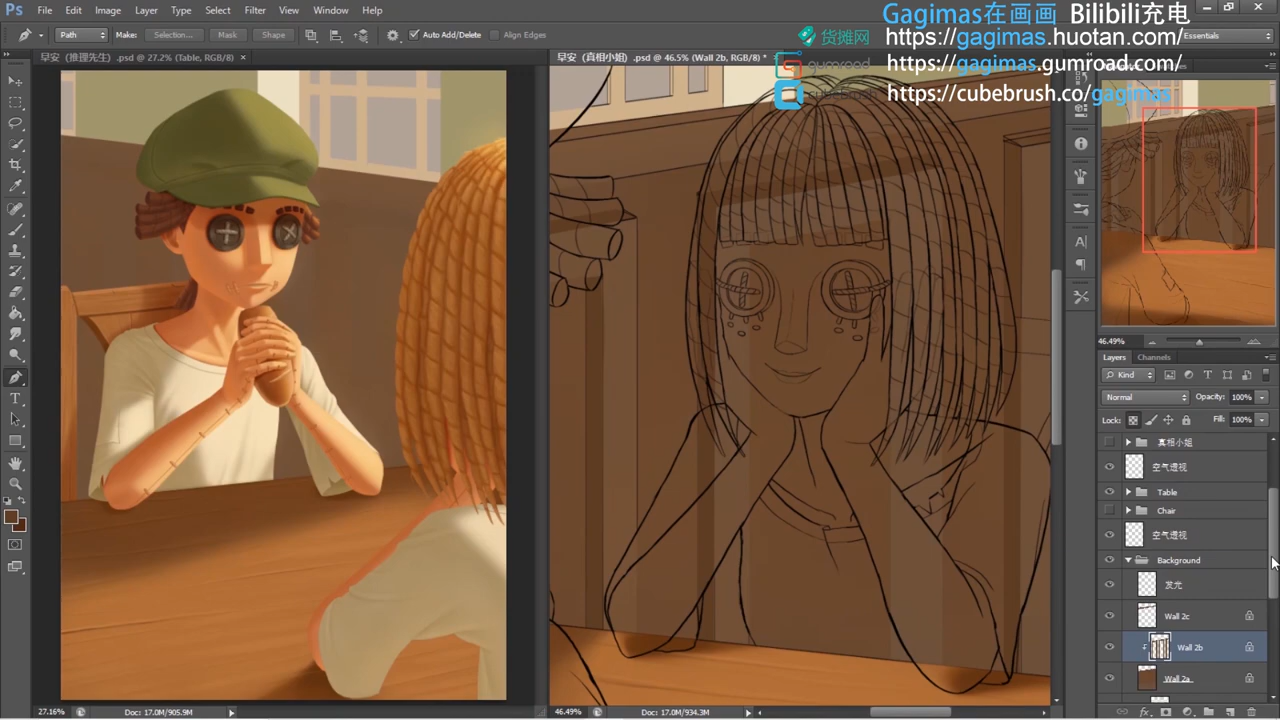 Ps File Edit Image Layer Type Select Filter View Window Help
Gagimas在画画 Bilibili充电
货摊网 https://gagimas.huotan.com/
gumroad https://gagimas.gumroad.com/
https://cubebrush.co/gagimas
Path Make: Selection... Mask Shape Auto Add/Delete Align Edges Essentials
早安（推理先生）.psd @ 27.2% (Table, RGB/8) ×
早安（真相小姐）.psd @ 46.5% (Wall 2b, RGB/8) *
46.49%
Layers Channels
Kind
Normal Opacity: 100%
Lock: Fill: 100%
真相小姐
空气透视
Table
Chair
空气透视
Background
发光
Wall 2c
Wall 2b
Wall 2a
27.16% Doc: 17.0M/905.9M
46.49% Doc: 17.0M/934.3M